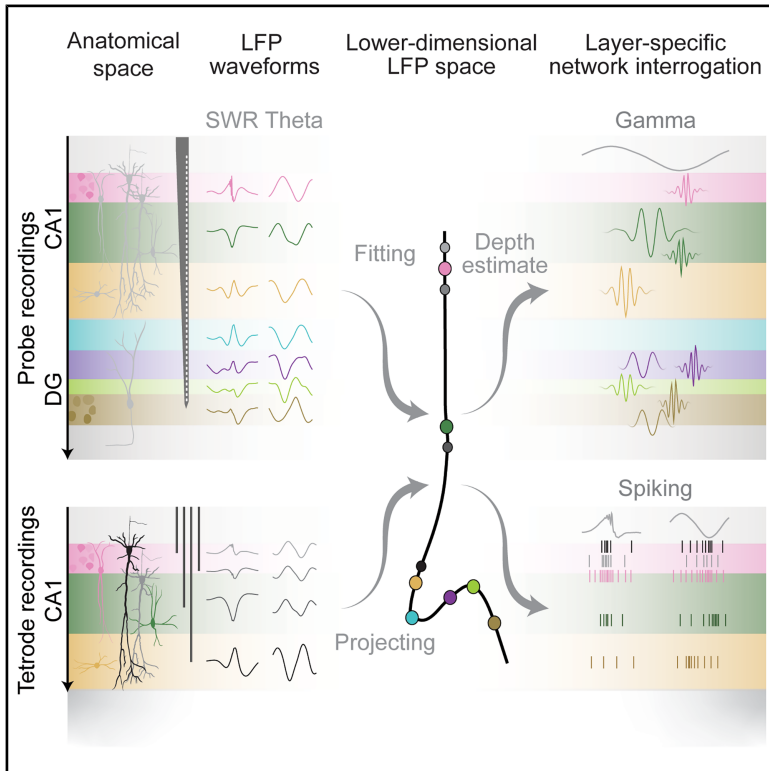 Anatomical
space
LFP
waveforms
Lower-dimensional
LFP space
Layer-specific
network interrogation
SWR Theta
Gamma
Probe recordings
CA1
DG
Fitting
Depth
estimate
Spiking
Tetrode recordings
CA1
Projecting